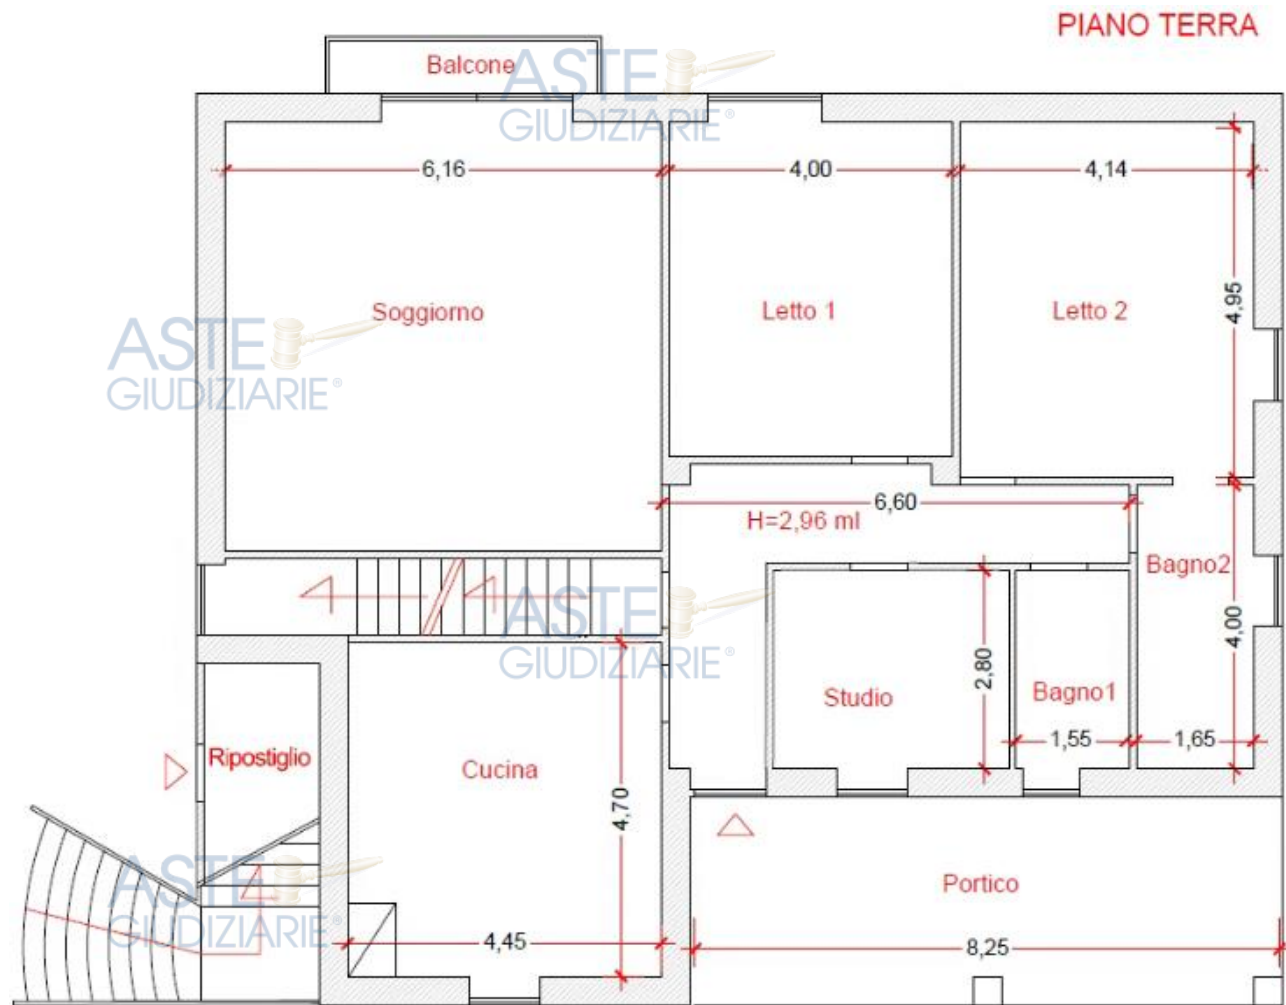 PIANO TERRA
Balcone
ASTE
GIUDIZIARIE®
6,16
4,00
4,14
4,95
Soggiorno
Letto 1
Letto 2
ASTE
GIUDIZIARIE®
6,60
H=2,96 ml
Bagno2
ASTE
GIUDIZIARIE®
4,00
2,80
Studio
Bagno1
1,55
1,65
Ripostiglio
Cucina
4,70
ASTE
GIUDIZIARIE®
Portico
4,45
8,25